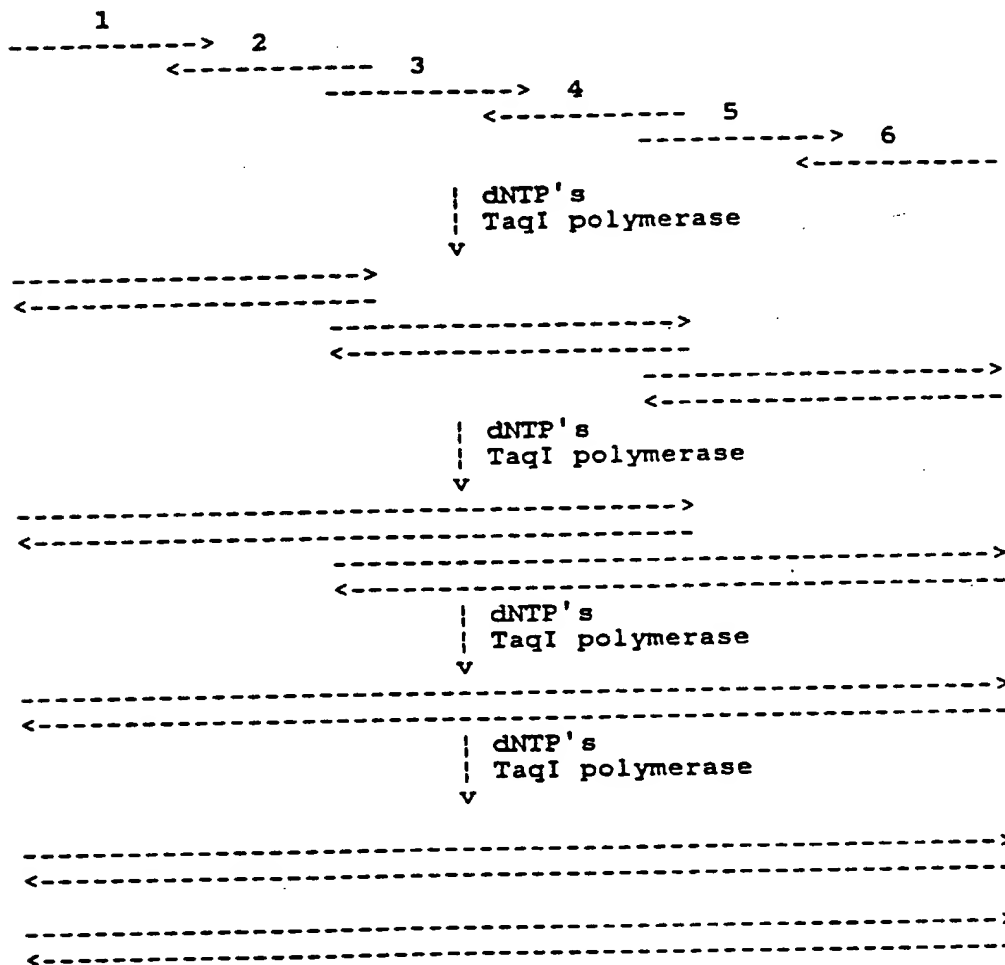 1
2
3
4
5
6
dNTP's
TaqI polymerase
dNTP's
TaqI polymerase
dNTP's
TaqI polymerase
dNTP's
TaqI polymerase